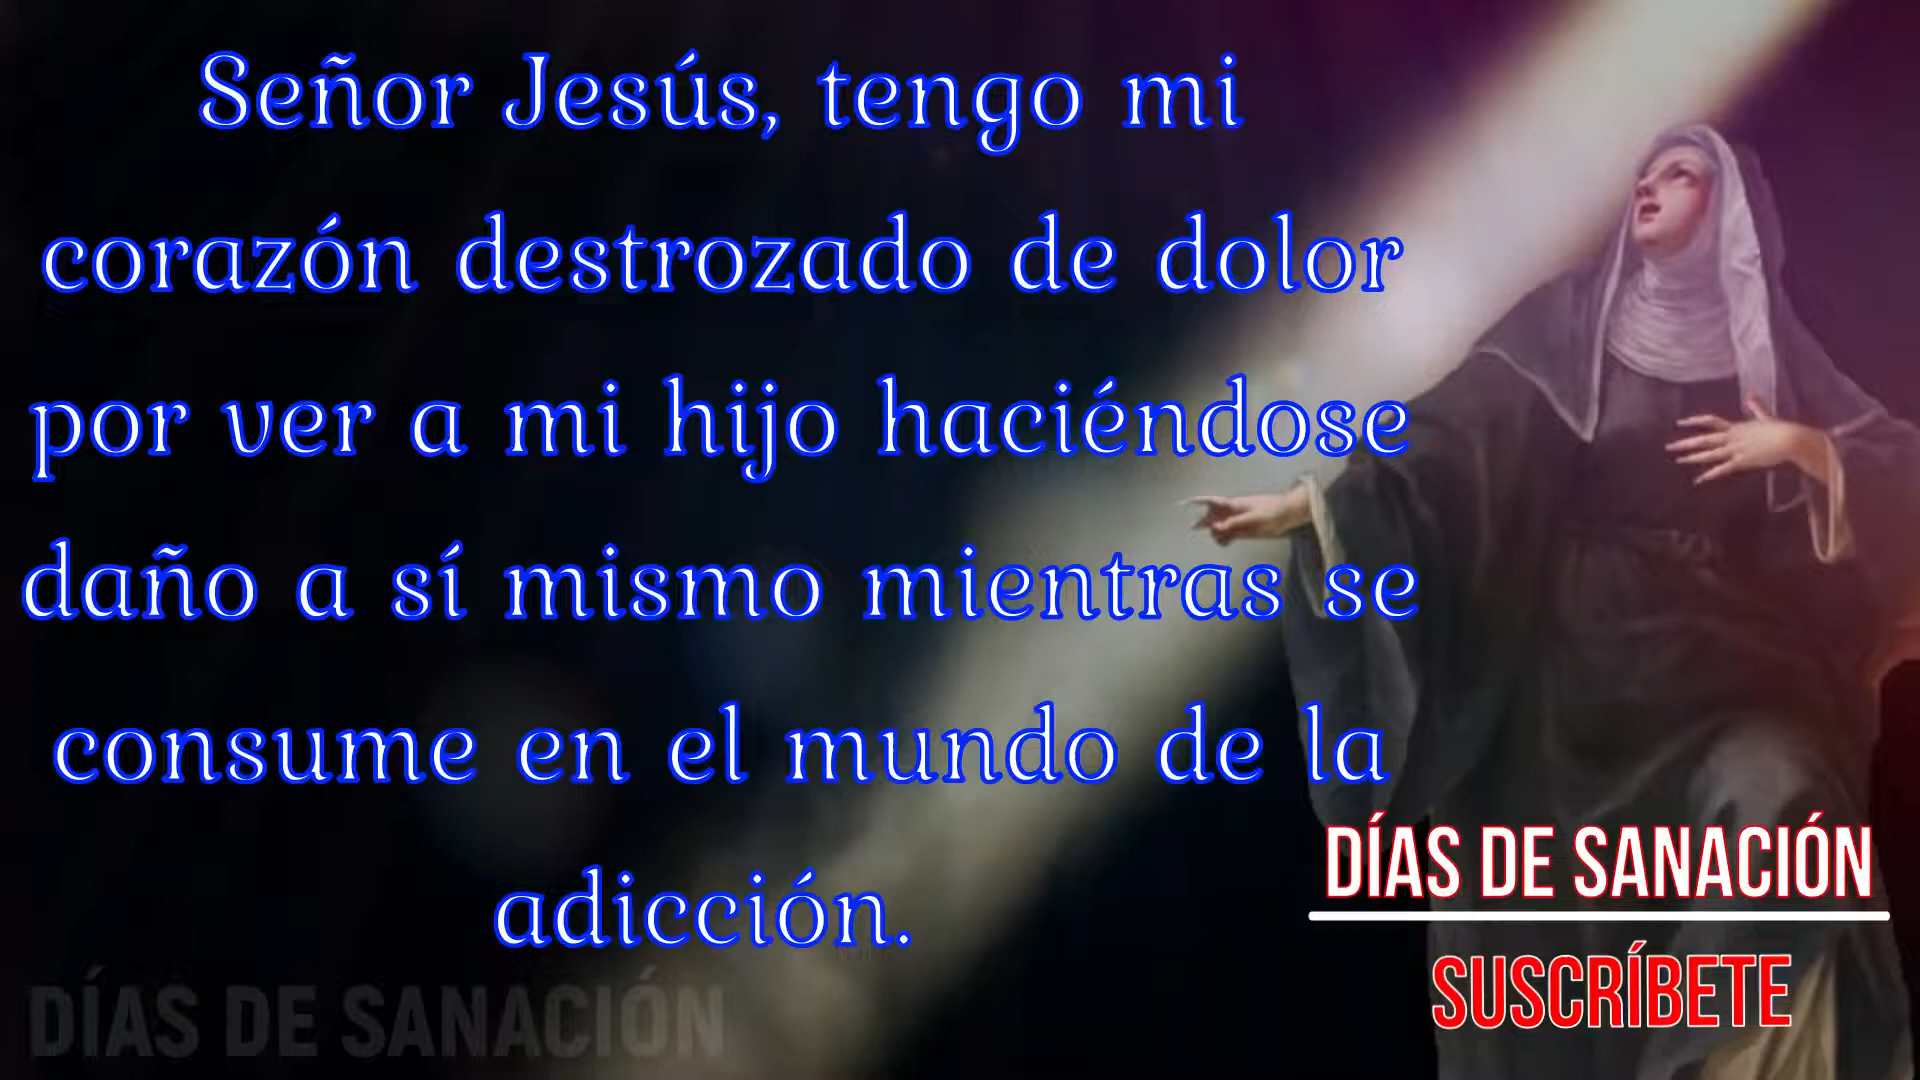 Señor Jesús, tengo mi
corazón destrozado de dolor
por ver a mi hijo haciéndose
daño a sí mismo mientras se
consume en el mundo de la
adicción.
DÍAS DE SANACIÓN
SUSCRÍBETE
DÍAS DE SANACIÓN